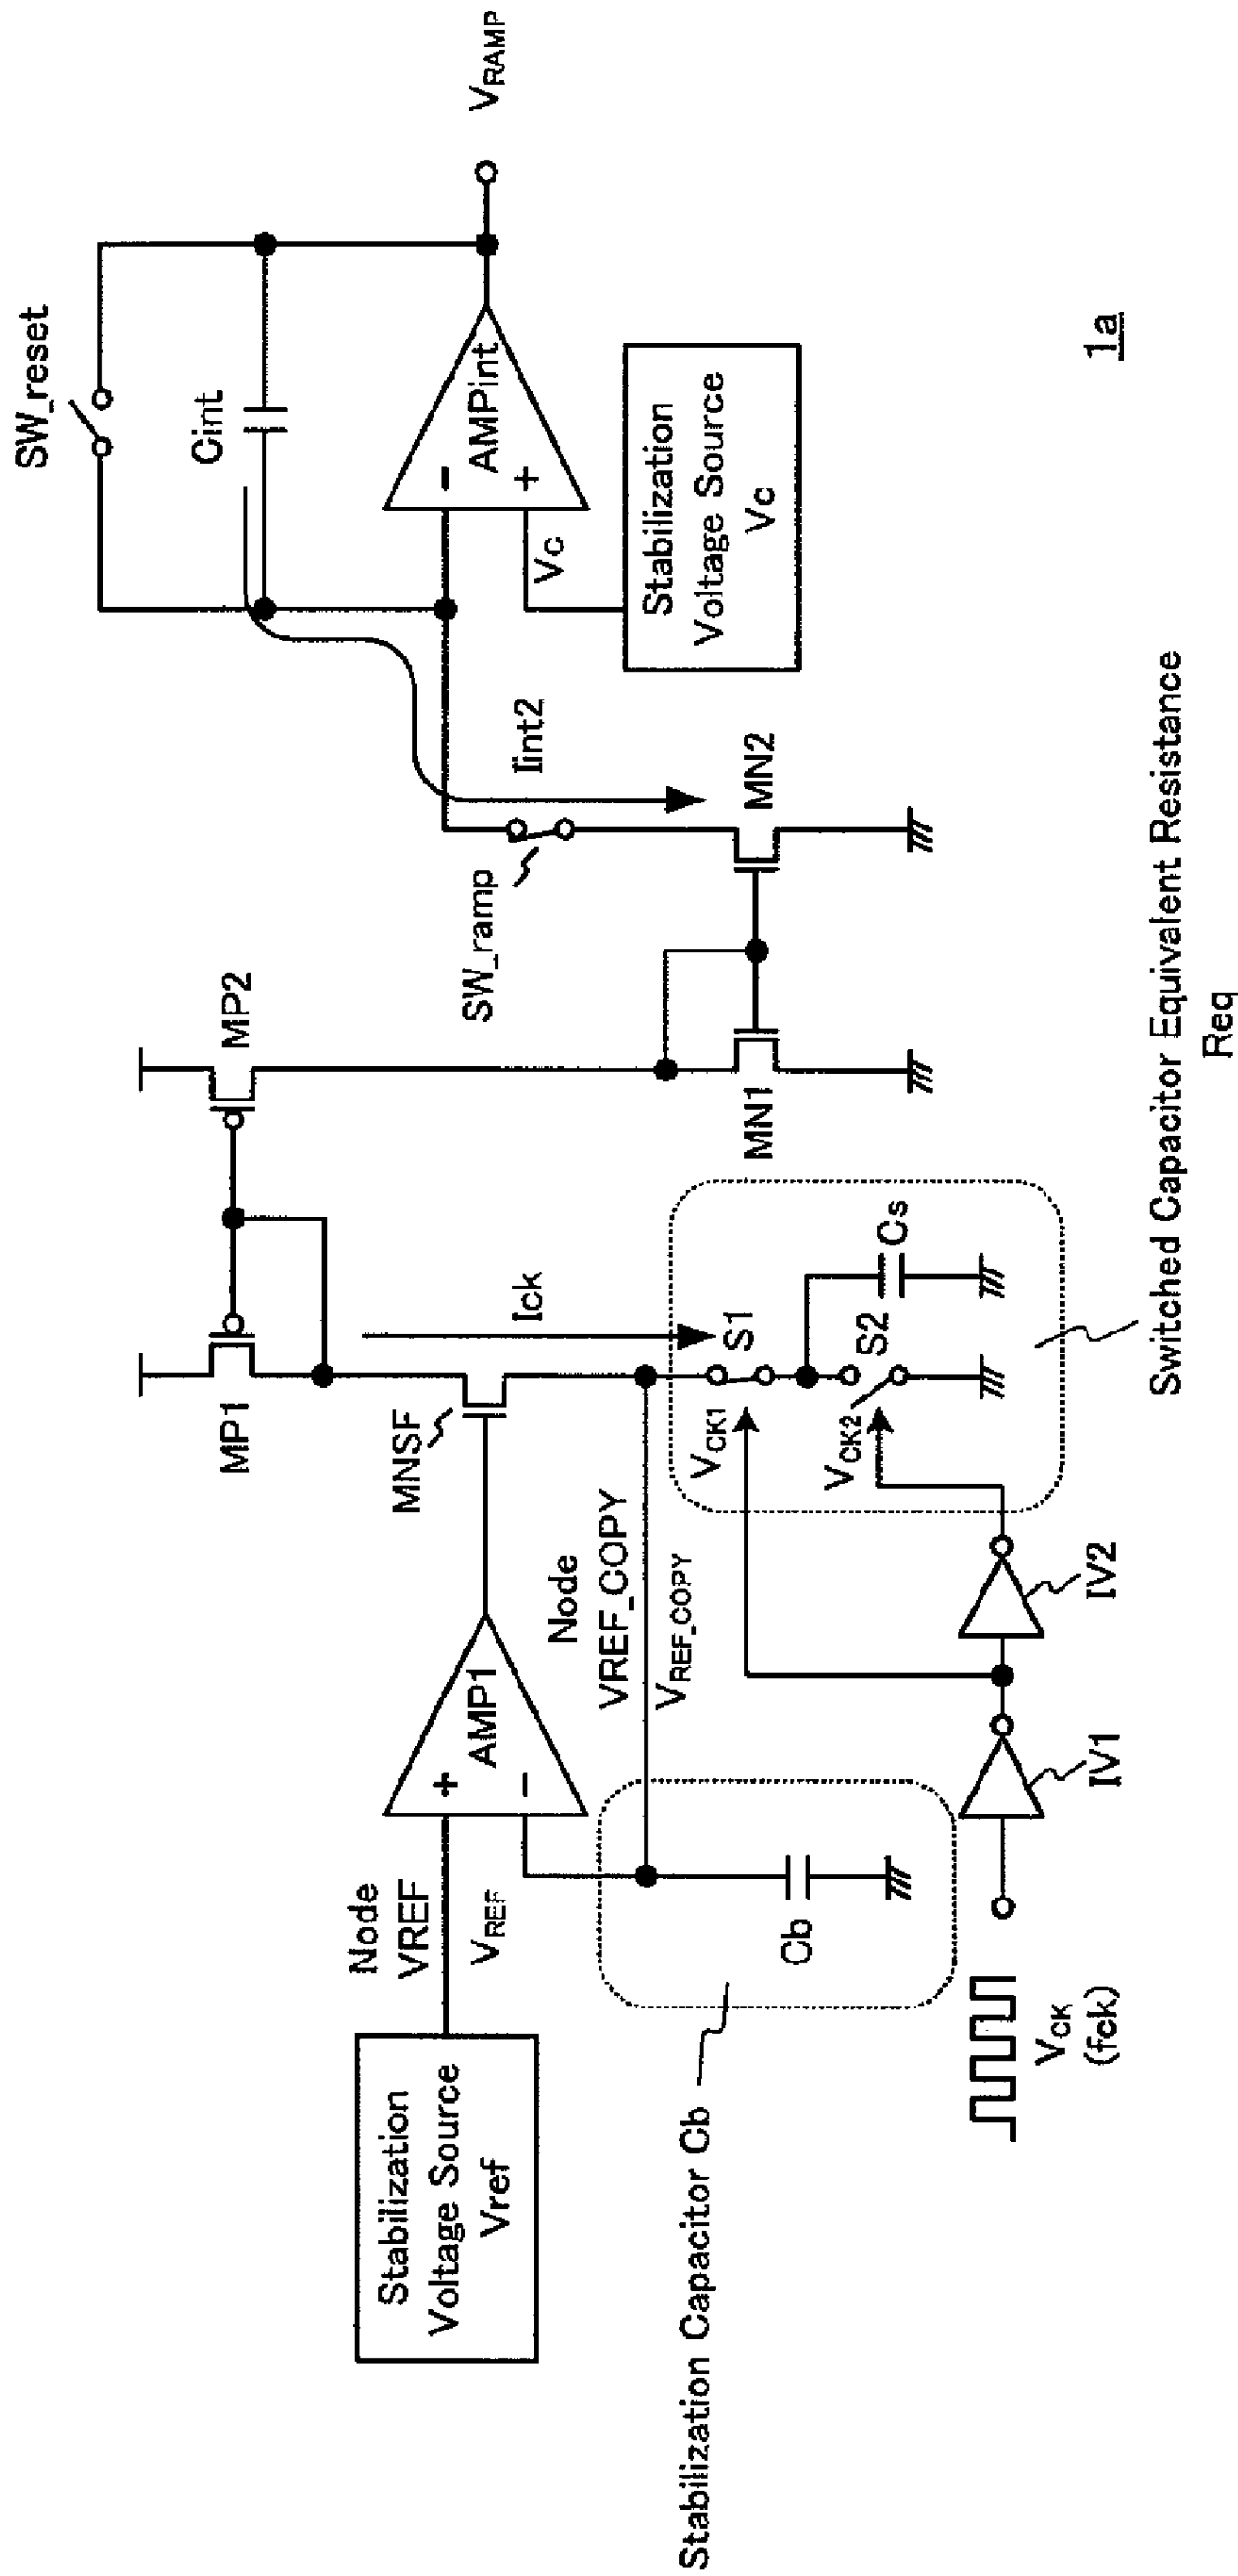 SW_reset
Cint
AMPint
−
+
Vc
VRAMP
Stabilization
Voltage Source
Vc
Iint2
SW_ramp
MN2
MN1
MP2
MP1
Ick
MNSF
AMP1
+
−
Node
VREF
VREF
Stabilization
Voltage Source
Vref
Node
VREF_COPY
VREF_COPY
S1
S2
Cs
VCK1
VCK2
Cb
Stabilization Capacitor Cb
IV1
IV2
VCK
(fck)
Switched Capacitor Equivalent Resistance
Req
1a